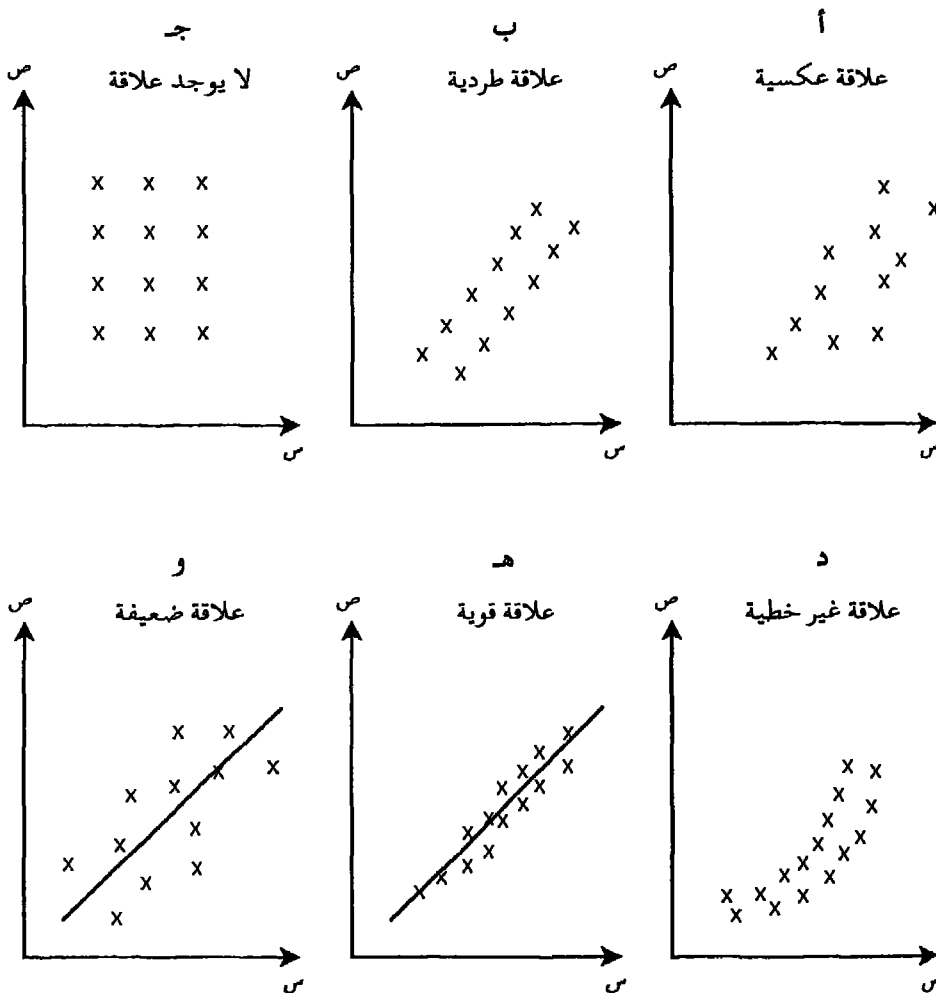 أ
علاقة عكسية
ص
س
ب
علاقة طردية
ص
س
جـ
لا يوجد علاقة
ص
س
د
علاقة غير خطية
ص
س
هـ
علاقة قوية
ص
س
و
علاقة ضعيفة
ص
س